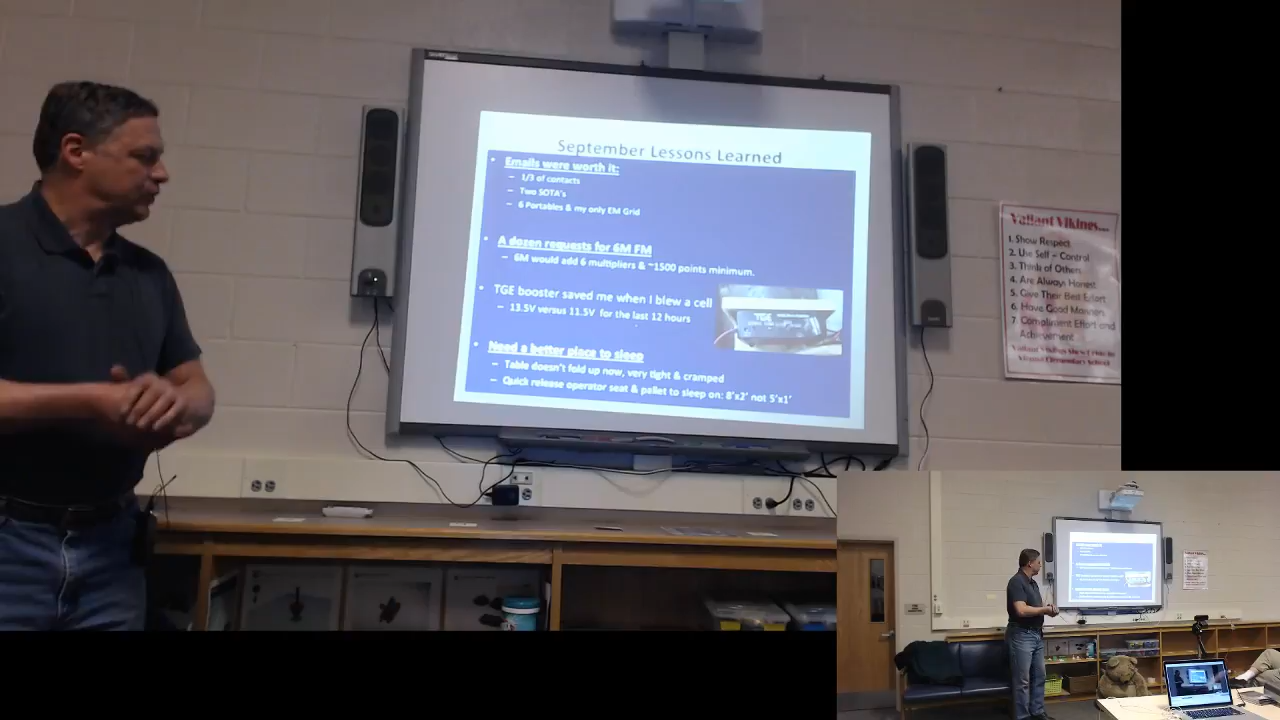 September Lessons Learned
• Emails were worth it:
– 1/3 of contacts
– Two SOTA's
– 6 Portables & my only EM Grid
• A dozen requests for 6M FM
– 6M would add 6 multipliers & ~1500 points minimum.
• TGE booster saved me when I blew a cell
– 13.5V versus 11.5V for the last 12 hours
TGE
• Need a better place to sleep
– Table doesn't fold up now, very tight & cramped
– Quick release operator seat & pellet to sleep on: 8'x2' not 5'x1'
Valiant Vikings...
1. Show Respect
2. Use Self - Control
3. Think of Others
4. Are Always Honest
5. Give Their Best Effort
6. Have Good Manners
7. Compliment Effort and
Achievement